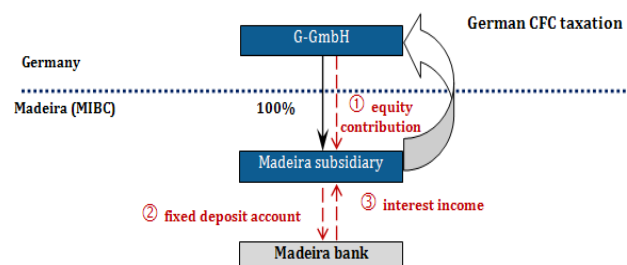 G-GmbH
German CFC taxation
Germany
Madeira (MIBC)
100%
① equity
contribution
Madeira subsidiary
② fixed deposit account
③ interest income
Madeira bank